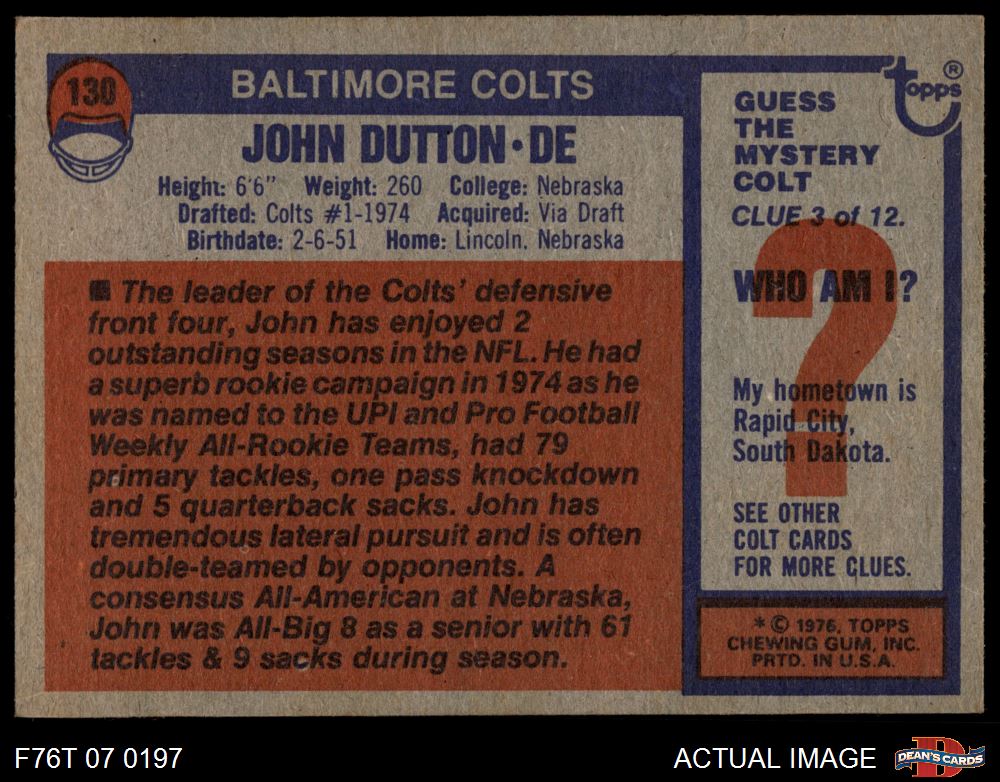 130
BALTIMORE COLTS
JOHN DUTTON•DE
Height: 6'6" Weight: 260 College: Nebraska
Drafted: Colts #1-1974 Acquired: Via Draft
Birthdate: 2-6-51 Home: Lincoln, Nebraska
■ The leader of the Colts' defensive
front four, John has enjoyed 2
outstanding seasons in the NFL. He had
a superb rookie campaign in 1974 as he
was named to the UPI and Pro Football
Weekly All-Rookie Teams, had 79
primary tackles, one pass knockdown
and 5 quarterback sacks. John has
tremendous lateral pursuit and is often
double-teamed by opponents. A
consensus All-American at Nebraska,
John was All-Big 8 as a senior with 61
tackles & 9 sacks during season.
topps®
GUESS
THE
MYSTERY
COLT
CLUE 3 of 12.
?
WHO AM I?
My hometown is
Rapid City,
South Dakota.
SEE OTHER
COLT CARDS
FOR MORE CLUES.
* © 1976, TOPPS
CHEWING GUM, INC.
PRTD. IN U.S.A.
F76T 07 0197
ACTUAL IMAGE
D
DEAN'S CARDS